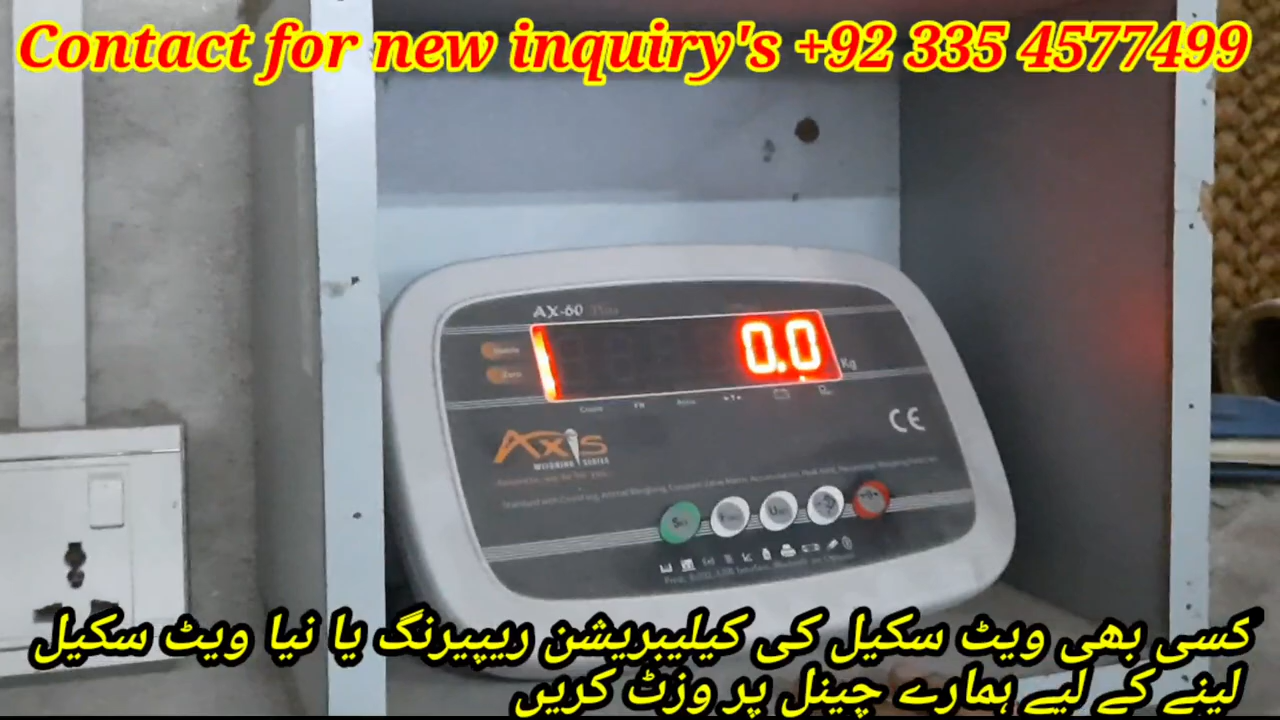 Contact for new inquiry's +92 335 4577499
AX-60
0.0
Kg
Zero
AXIS
WEIGHING SERIES
CE
کسی بھی ویٹ سکیل کی کیلیبریشن ریپیرنگ یا نیا ویٹ سکیل
لینے کے لیے ہمارے چینل پر وزٹ کریں